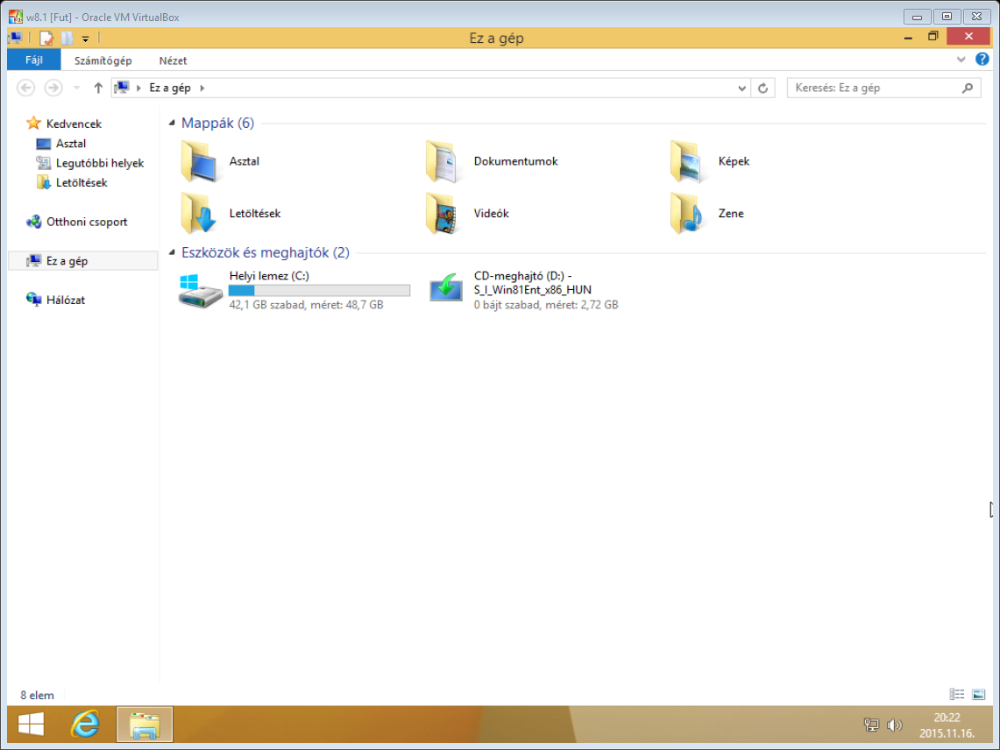 w8.1 [Fut] - Oracle VM VirtualBox
Ez a gép
Fájl
Számítógép
Nézet
Ez a gép
Keresés: Ez a gép
Kedvencek
Asztal
Legutóbbi helyek
Letöltések
Otthoni csoport
Ez a gép
Hálózat
Mappák (6)
Asztal
Dokumentumok
Képek
Letöltések
Videók
Zene
Eszközök és meghajtók (2)
Helyi lemez (C:)
42,1 GB szabad, méret: 48,7 GB
CD-meghajtó (D:) -
S_I_Win81Ent_x86_HUN
0 bájt szabad, méret: 2,72 GB
8 elem
20:22
2015.11.16.